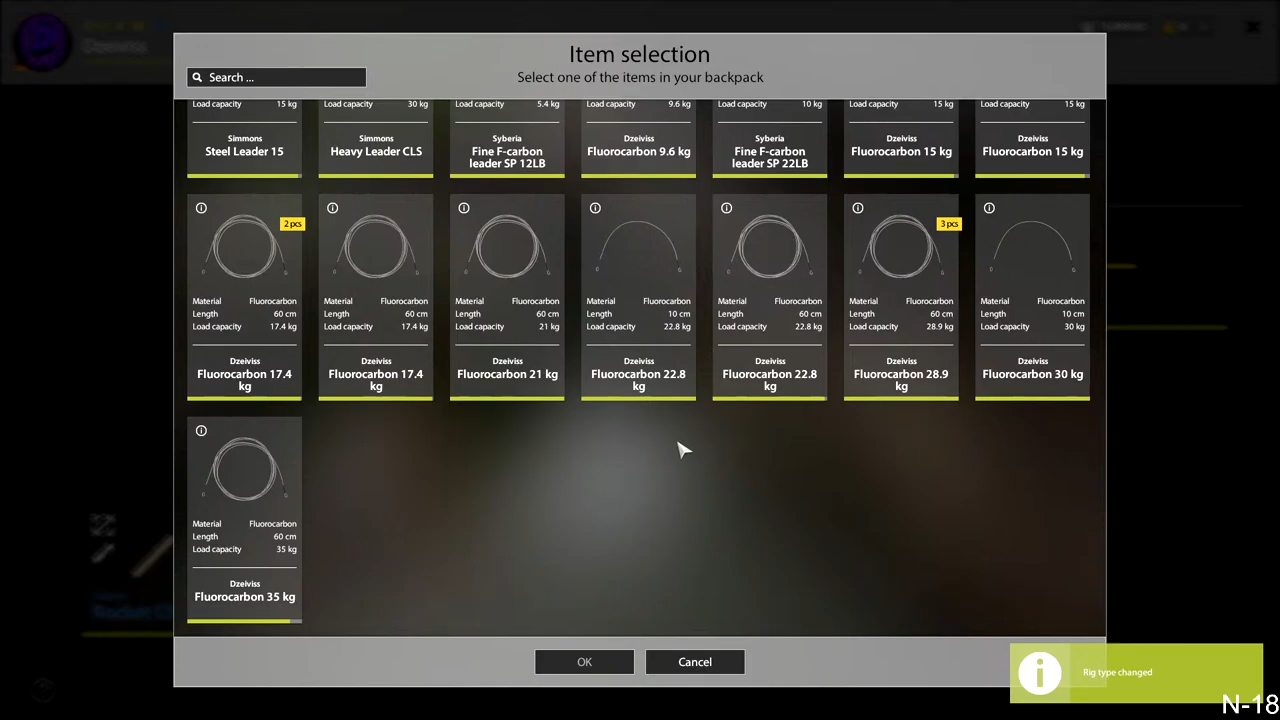 Item selection
Search ...
Select one of the items in your backpack
Load capacity 15 kg
Load capacity 30 kg
Load capacity 5.4 kg
Load capacity 9.6 kg
Load capacity 10 kg
Load capacity 15 kg
Load capacity 15 kg
Simmons
Steel Leader 15
Simmons
Heavy Leader CLS
Syberia
Fine F-carbon
leader SP 12LB
Dzeiviss
Fluorocarbon 9.6 kg
Syberia
Fine F-carbon
leader SP 22LB
Dzeiviss
Fluorocarbon 15 kg
Dzeiviss
Fluorocarbon 15 kg
2 pcs
Material Fluorocarbon
Length 60 cm
Load capacity 17.4 kg
Dzeiviss
Fluorocarbon 17.4
kg
Material Fluorocarbon
Length 60 cm
Load capacity 17.4 kg
Dzeiviss
Fluorocarbon 17.4
kg
Material Fluorocarbon
Length 60 cm
Load capacity 21 kg
Dzeiviss
Fluorocarbon 21 kg
Material Fluorocarbon
Length 10 cm
Load capacity 22.8 kg
Dzeiviss
Fluorocarbon 22.8
kg
Material Fluorocarbon
Length 60 cm
Load capacity 22.8 kg
Dzeiviss
Fluorocarbon 22.8
kg
3 pcs
Material Fluorocarbon
Length 60 cm
Load capacity 28.9 kg
Dzeiviss
Fluorocarbon 28.9
kg
Material Fluorocarbon
Length 10 cm
Load capacity 30 kg
Dzeiviss
Fluorocarbon 30 kg
Material Fluorocarbon
Length 60 cm
Load capacity 35 kg
Dzeiviss
Fluorocarbon 35 kg
OK
Cancel
Rig type changed
N-18